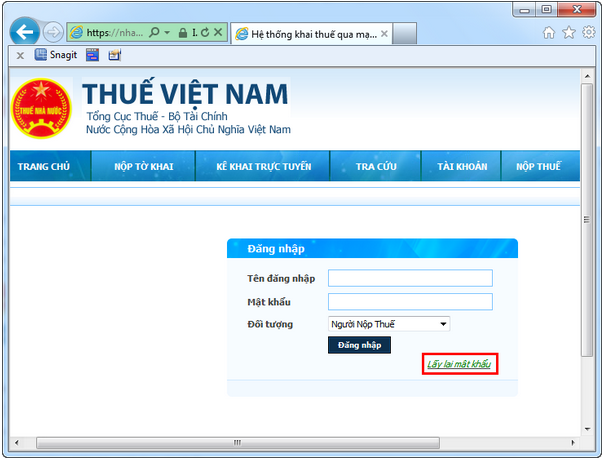 https://nha...
Hệ thống khai thuế qua mạ...
x Snagit
THUẾ NHÀ NƯỚC
THUẾ VIỆT NAM
Tổng Cục Thuế - Bộ Tài Chính
Nước Cộng Hòa Xã Hội Chủ Nghĩa Việt Nam
TRANG CHỦ NỘP TỜ KHAI KÊ KHAI TRỰC TUYẾN TRA CỨU TÀI KHOẢN NỘP THUẾ
Đăng nhập
Tên đăng nhập
Mật khẩu
Đối tượng Người Nộp Thuế
Đăng nhập
Lấy lại mật khẩu